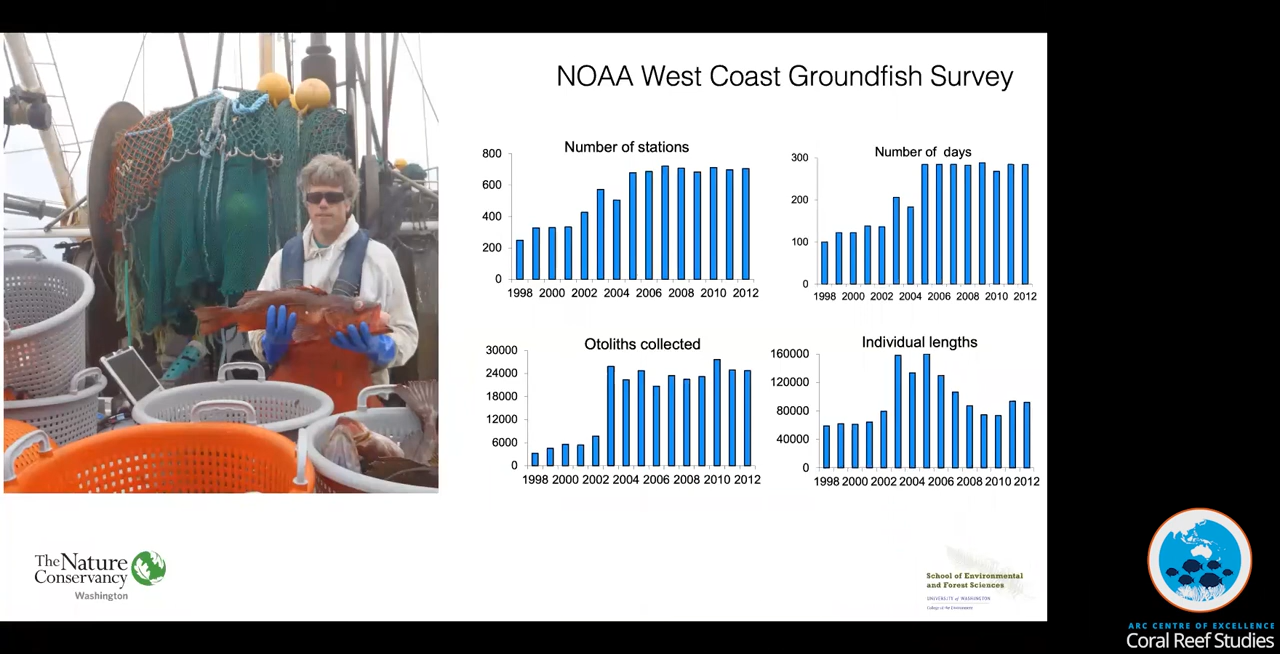 NOAA West Coast Groundfish Survey
Number of stations
800
600
400
200
0
1998 2000 2002 2004 2006 2008 2010 2012
Number of days
300
200
100
0
1998 2000 2002 2004 2006 2008 2010 2012
Otoliths collected
30000
24000
18000
12000
6000
0
1998 2000 2002 2004 2006 2008 2010 2012
Individual lengths
160000
120000
80000
40000
0
1998 2000 2002 2004 2006 2008 2010 2012
The Nature
Conservancy
Washington
School of Environmental
and Forest Sciences
UNIVERSITY of WASHINGTON
College of the Environment
ARC CENTRE OF EXCELLENCE
Coral Reef Studies